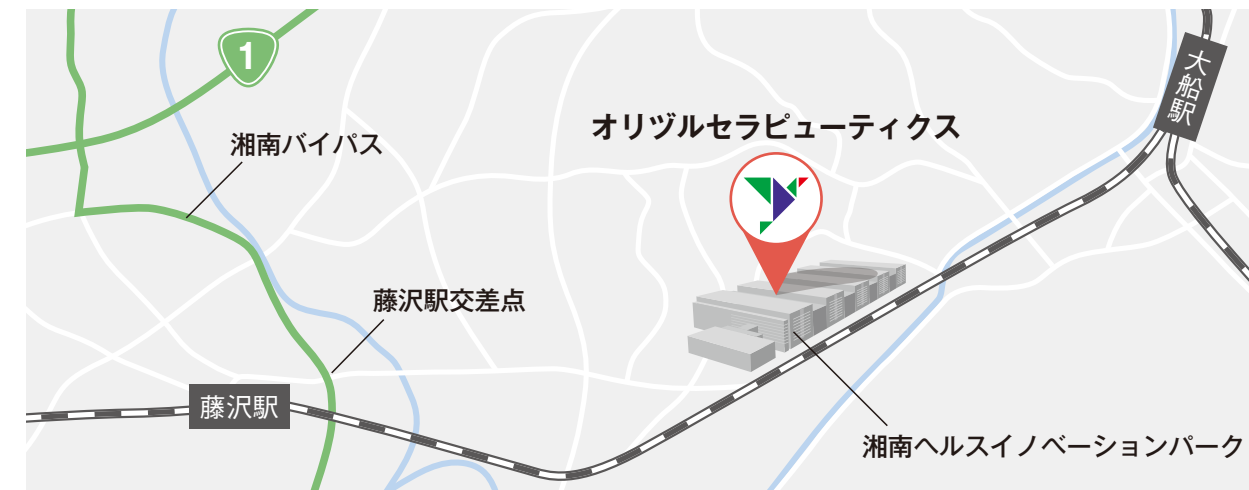 1
大船駅
オリヅルセラピューティクス
湘南バイパス
藤沢駅交差点
藤沢駅
湘南ヘルスイノベーションパーク